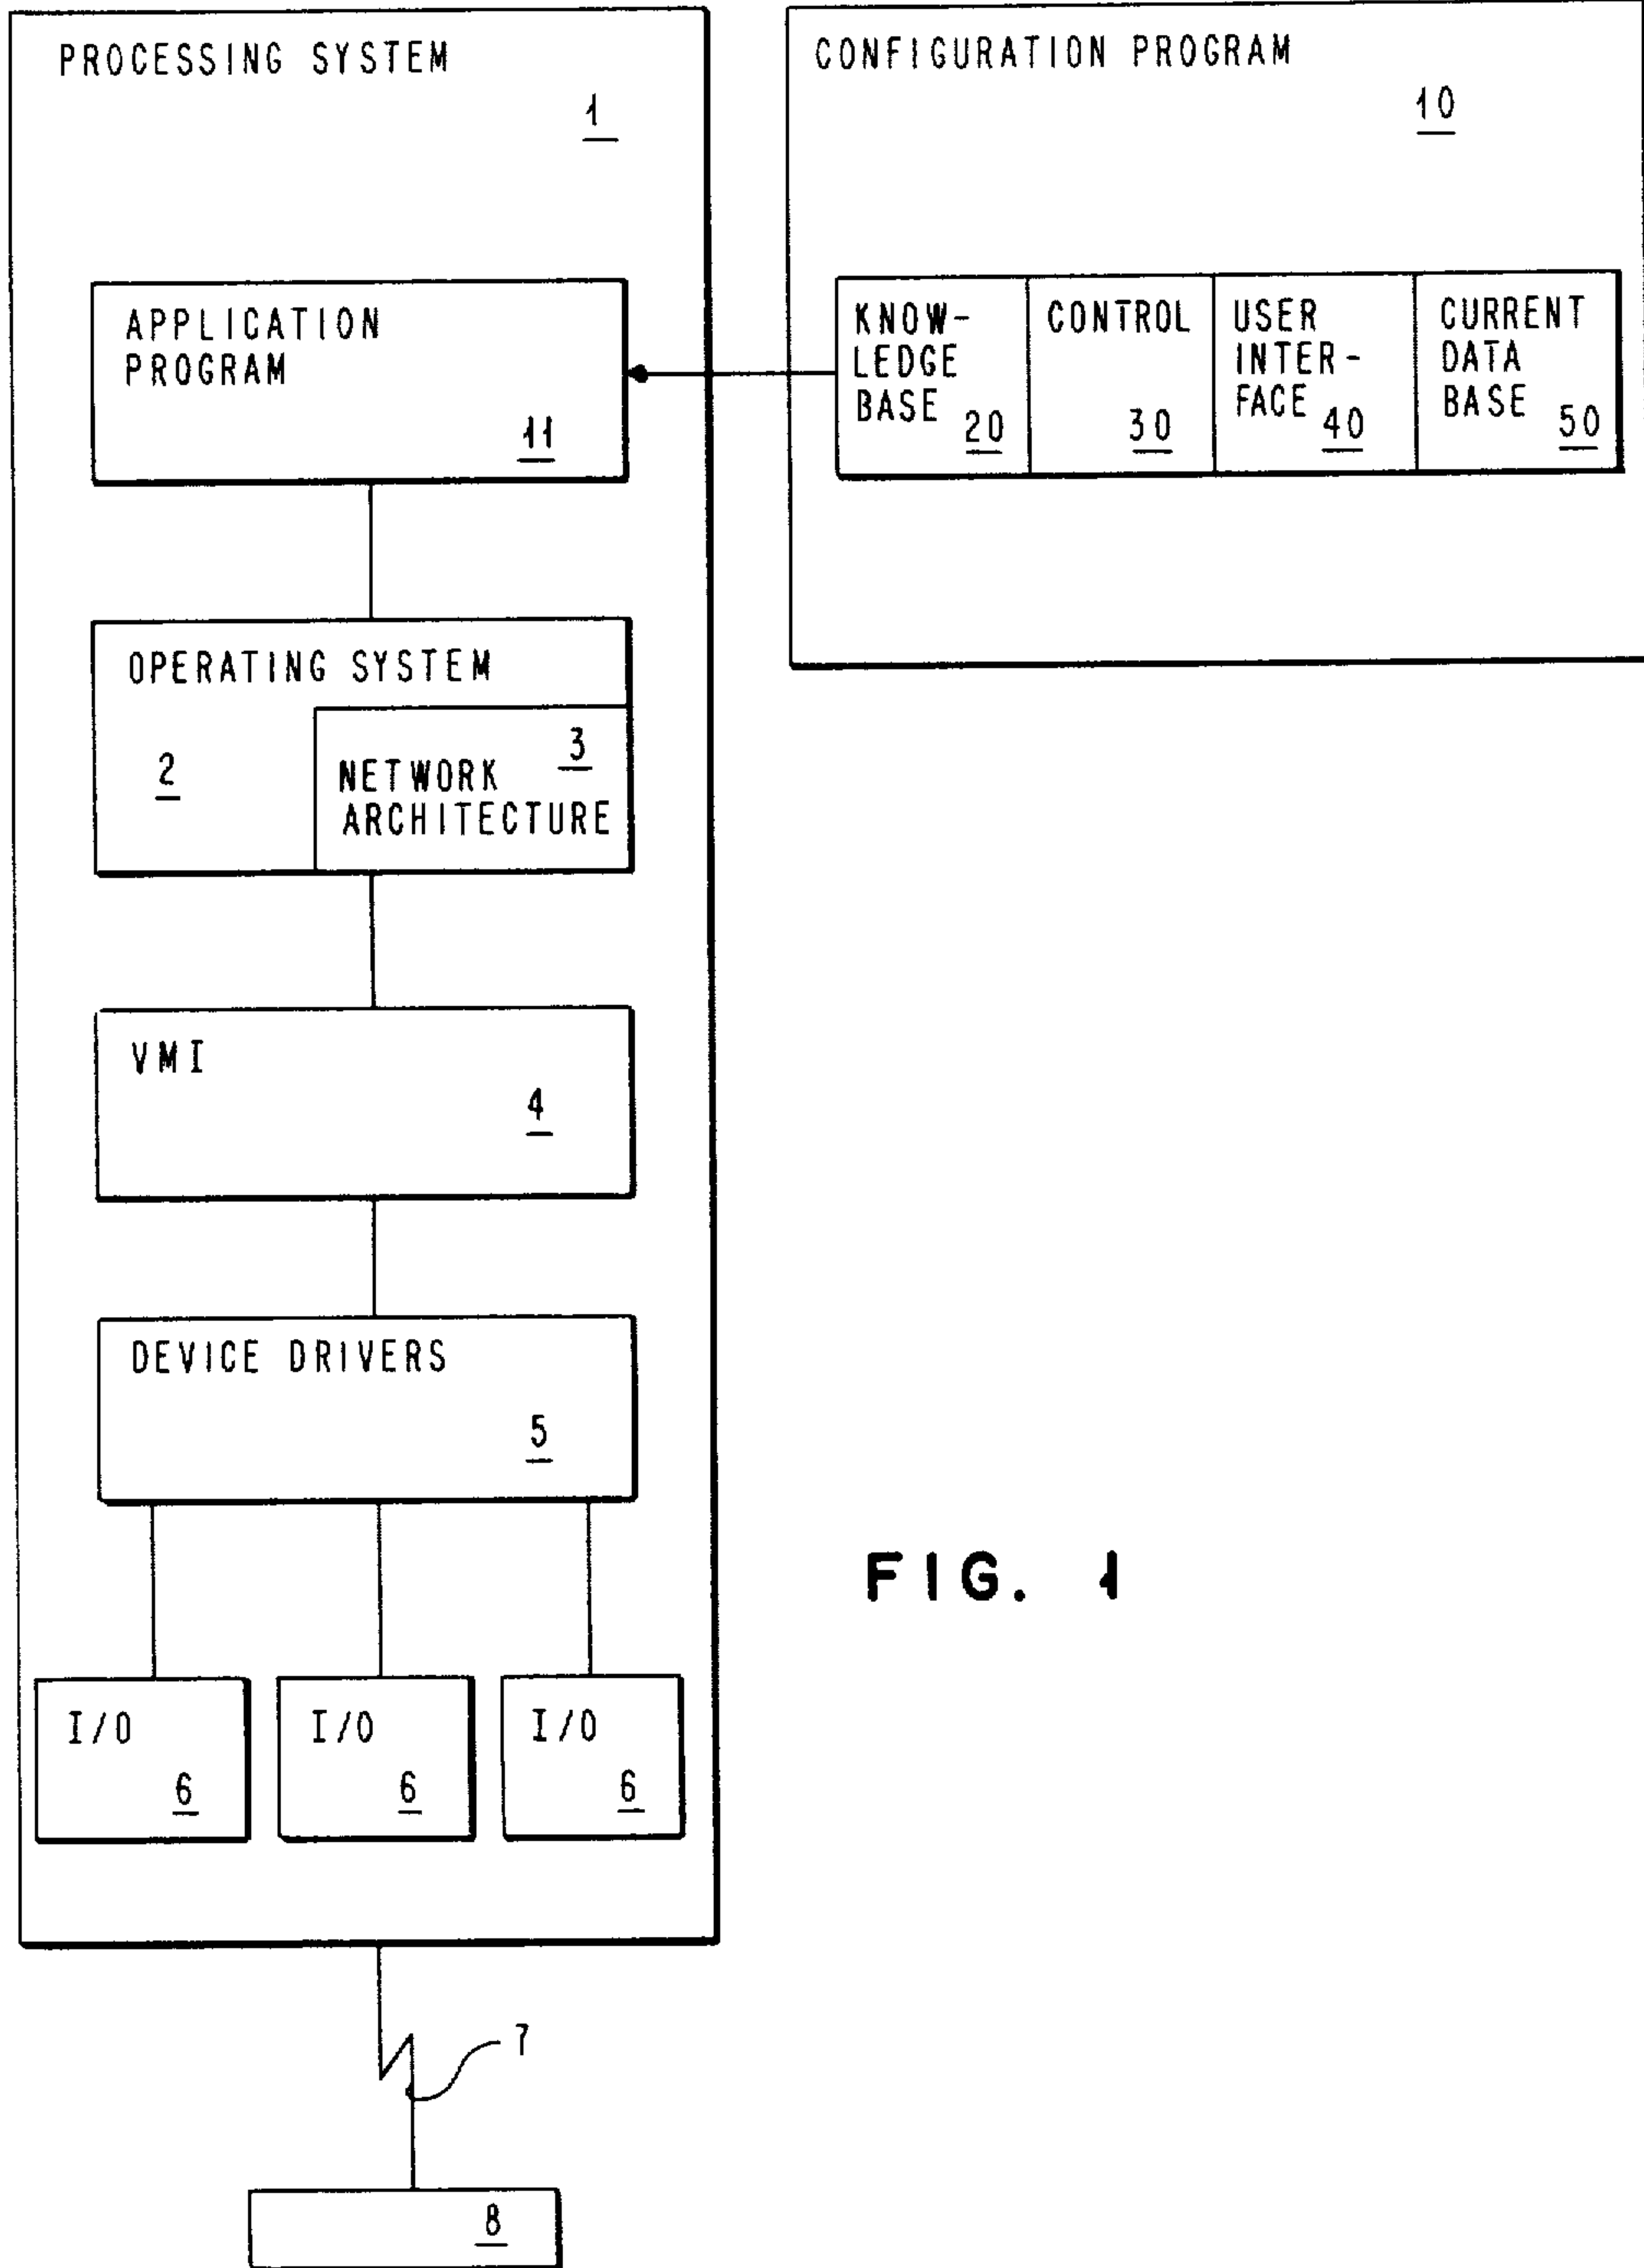 PROCESSING SYSTEM
1
APPLICATION
PROGRAM
11
OPERATING SYSTEM
2
3
NETWORK
ARCHITECTURE
VMI
4
DEVICE DRIVERS
5
I/O
6
I/O
6
I/O
6
7
8
CONFIGURATION PROGRAM
10
KNOW-
LEDGE
BASE
20
CONTROL
30
USER
INTER-
FACE
40
CURRENT
DATA
BASE
50
FIG. 1